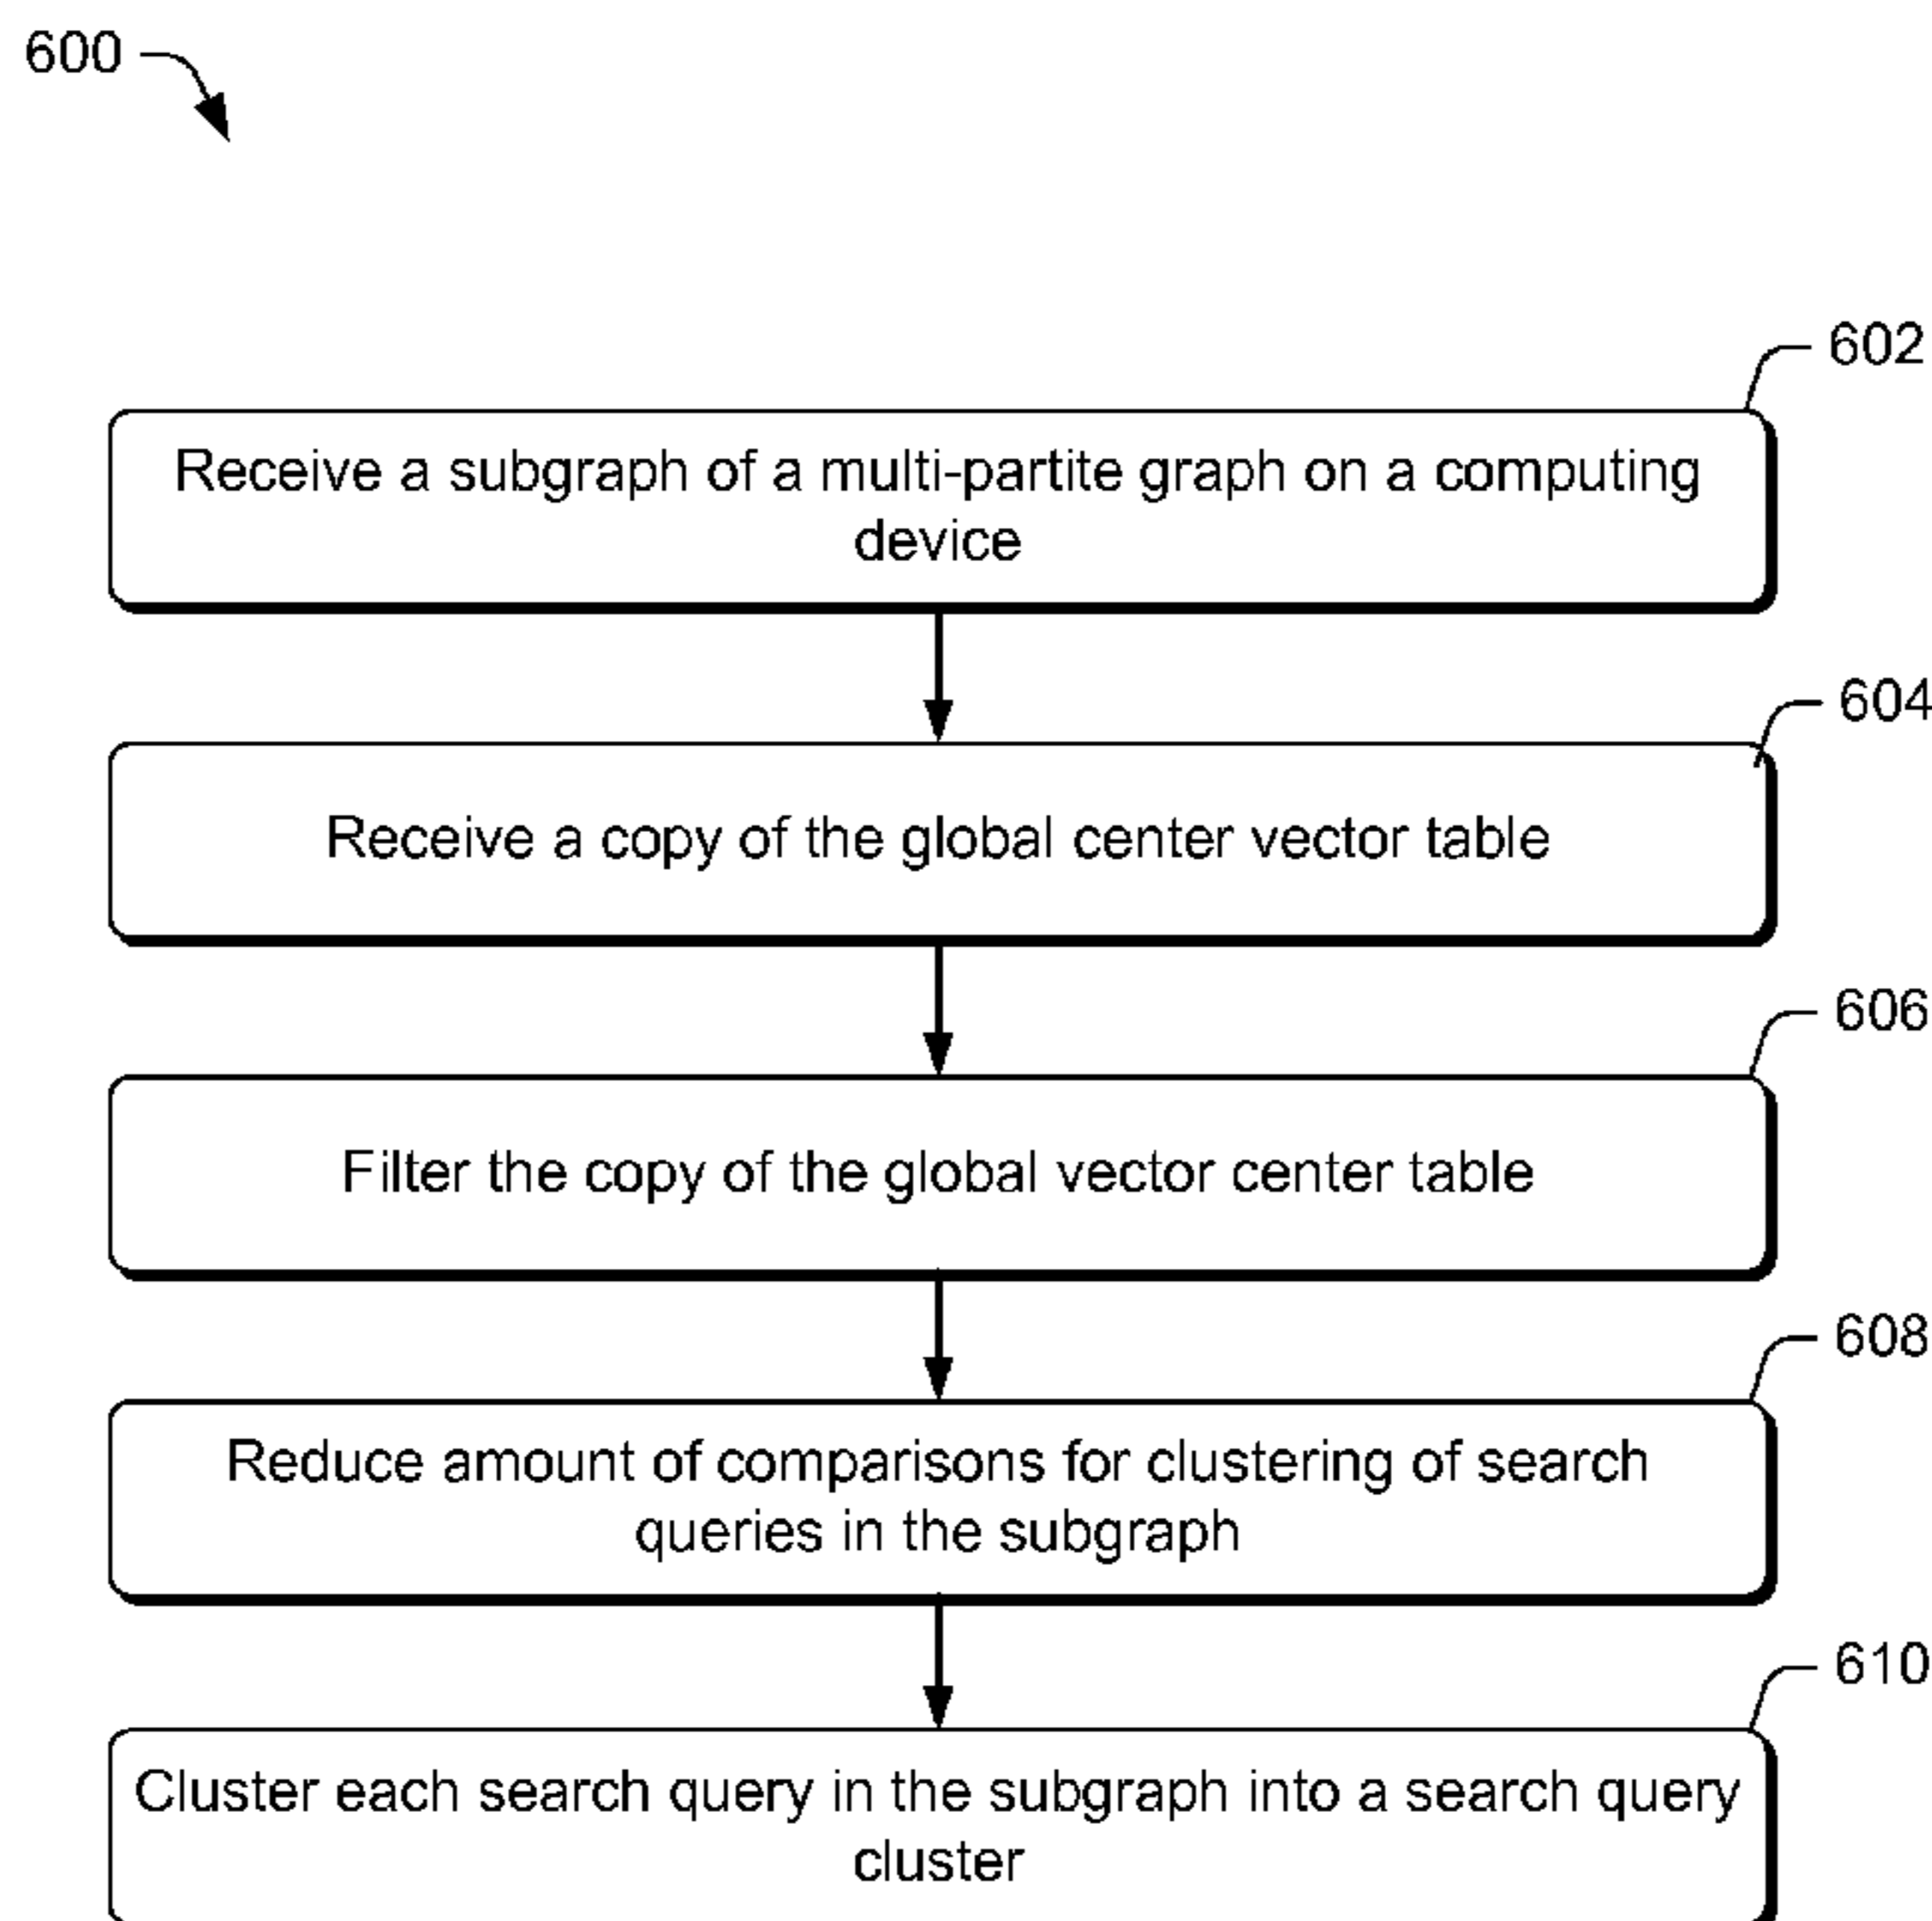 600
602
Receive a subgraph of a multi-partite graph on a computing
device
604
Receive a copy of the global center vector table
606
Filter the copy of the global vector center table
608
Reduce amount of comparisons for clustering of search
queries in the subgraph
610
Cluster each search query in the subgraph into a search query
cluster